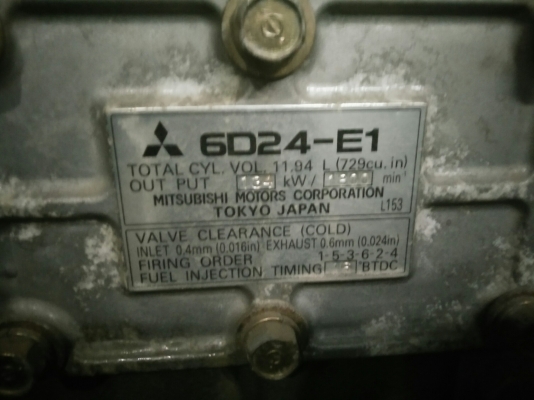 6D24-E1
TOTAL CYL. VOL. 11.94 L (729cu.in)
OUT PUT kW/ min⁻¹
MITSUBISHI MOTORS CORPORATION
TOKYO JAPAN L153
VALVE CLEARANCE (COLD)
INLET 0.4mm (0.016in) EXHAUST 0.6mm (0.024in)
FIRING ORDER 1-5-3-6-2-4
FUEL INJECTION TIMING °BTDC